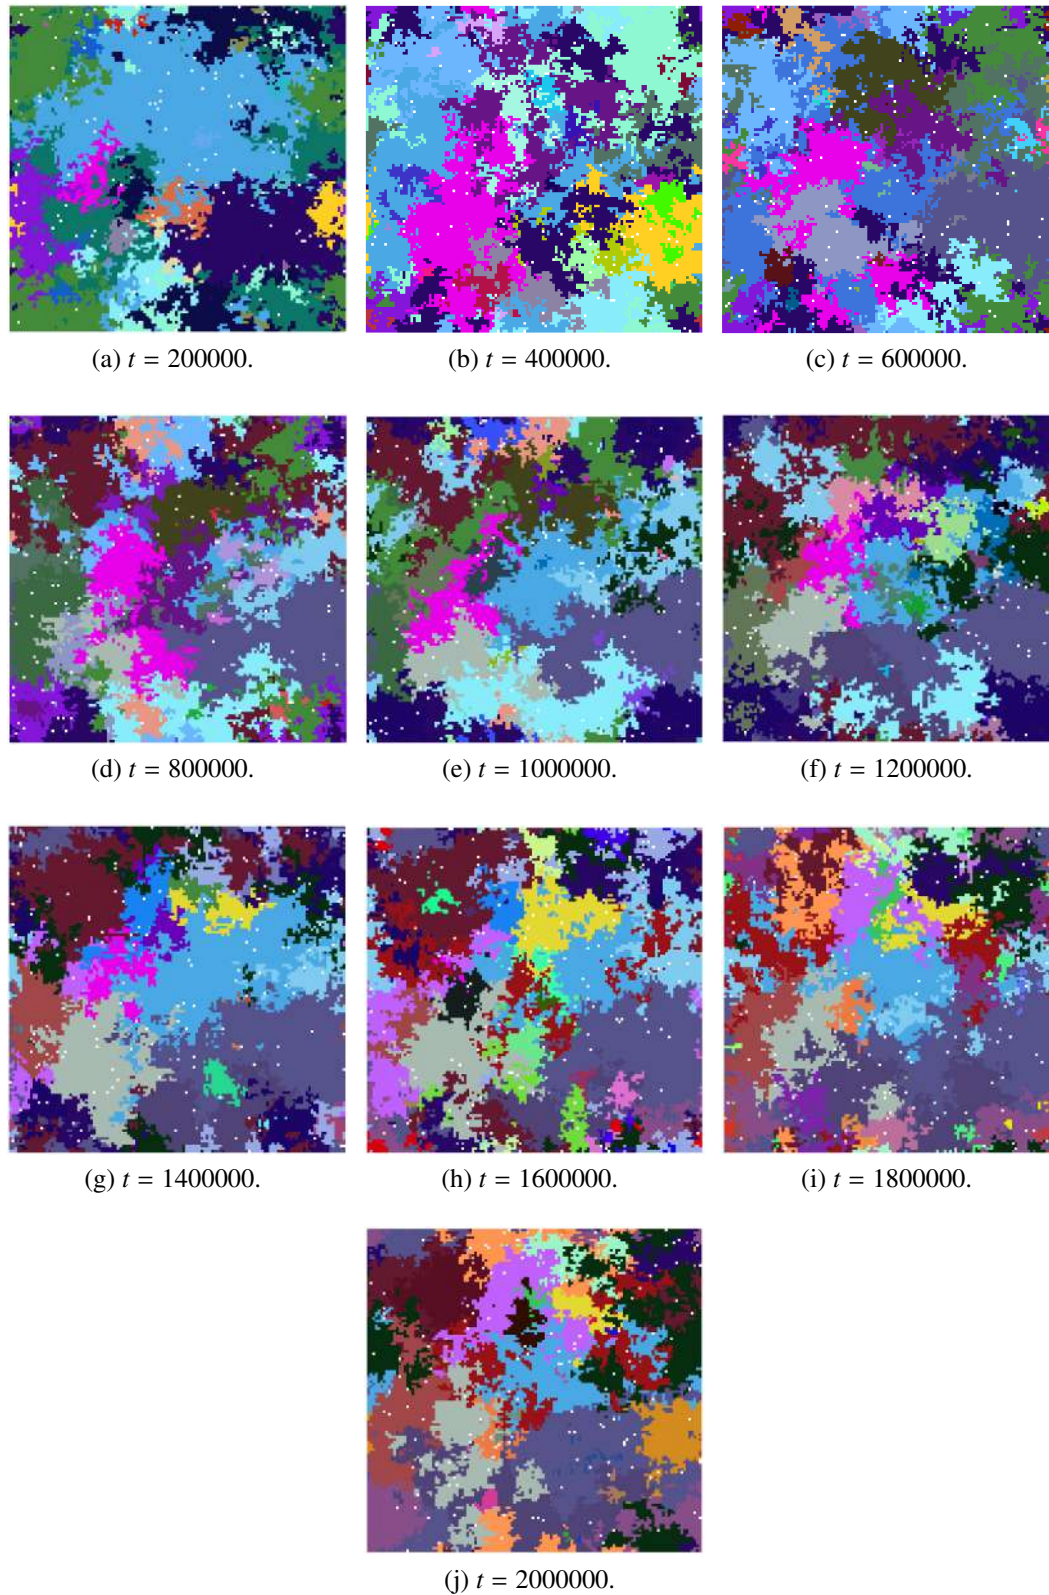 (a) t = 200000.
(b) t = 400000.
(c) t = 600000.
(d) t = 800000.
(e) t = 1000000.
(f) t = 1200000.
(g) t = 1400000.
(h) t = 1600000.
(i) t = 1800000.
(j) t = 2000000.